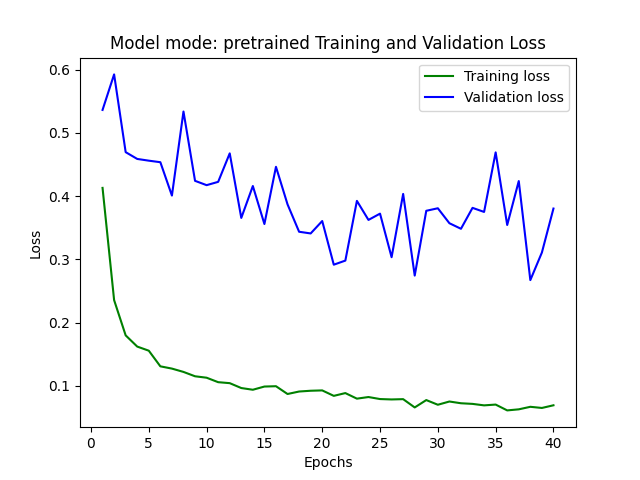 Model mode: pretrained Training and Validation Loss
Training loss
Validation loss
0.6
0.5
0.4
0.3
0.2
0.1
Loss
0 5 10 15 20 25 30 35 40
Epochs